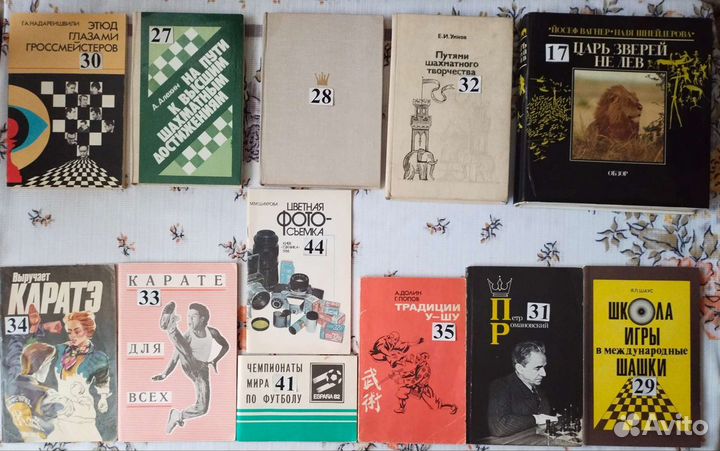 Г.А. НАДАРЕИШВИЛИ
ЭТЮД
ГЛАЗАМИ
ГРОССМЕЙСТЕРОВ
30
27
А. Алехин
НА ПУТИ
К ВЫСШИМ
ШАХМАТНЫМ
ДОСТИЖЕНИЯМ
28
Е.И. Умнов
Путями
шахматного
творчества
32
ЙОСЕФ ВАГНЕР • НАДЯ ШНЕЙДЕРОВА
17
ЦАРЬ ЗВЕРЕЙ
НЕ ЛЕВ
ОБЗОР
ЦВЕТНАЯ
ФОТО-
СЪЕМКА
44
Выручает
КАРАТЭ
34
КАРАТЕ
33
ДЛЯ
ВСЕХ
ЧЕМПИОНАТЫ
МИРА
41
ПО ФУТБОЛУ
ESPAÑA 82
А.ДОЛИН
Г.ПОПОВ
ТРАДИЦИИ
У—ШУ
35
武術
31
Петр
Романовский
Я.Л. ШАУС
ШКОЛА
ИГРЫ
в международные
ШАШКИ
29
Avito